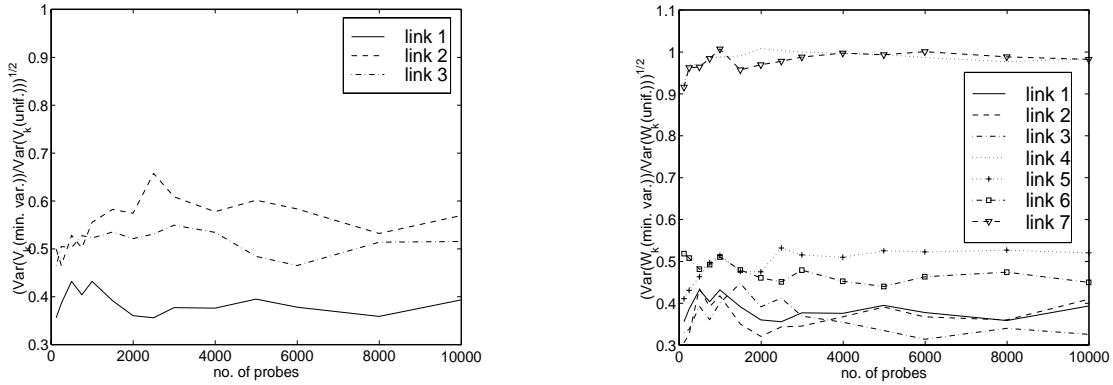 (Var(V_k(min. var.))/Var(V_k(unif.)))^{1/2}
1
0.9
0.8
0.7
0.6
0.5
0.4
0.3
0
2000
4000
6000
8000
10000
no. of probes
link 1
link 2
link 3
(Var(W_k(min. var.))/Var(W_k(unif.))^{1/2}
1.1
1
0.9
0.8
0.7
0.6
0.5
0.4
0.3
0
2000
4000
6000
8000
10000
no. of probes
link 1
link 2
link 3
link 4
link 5
link 6
link 7